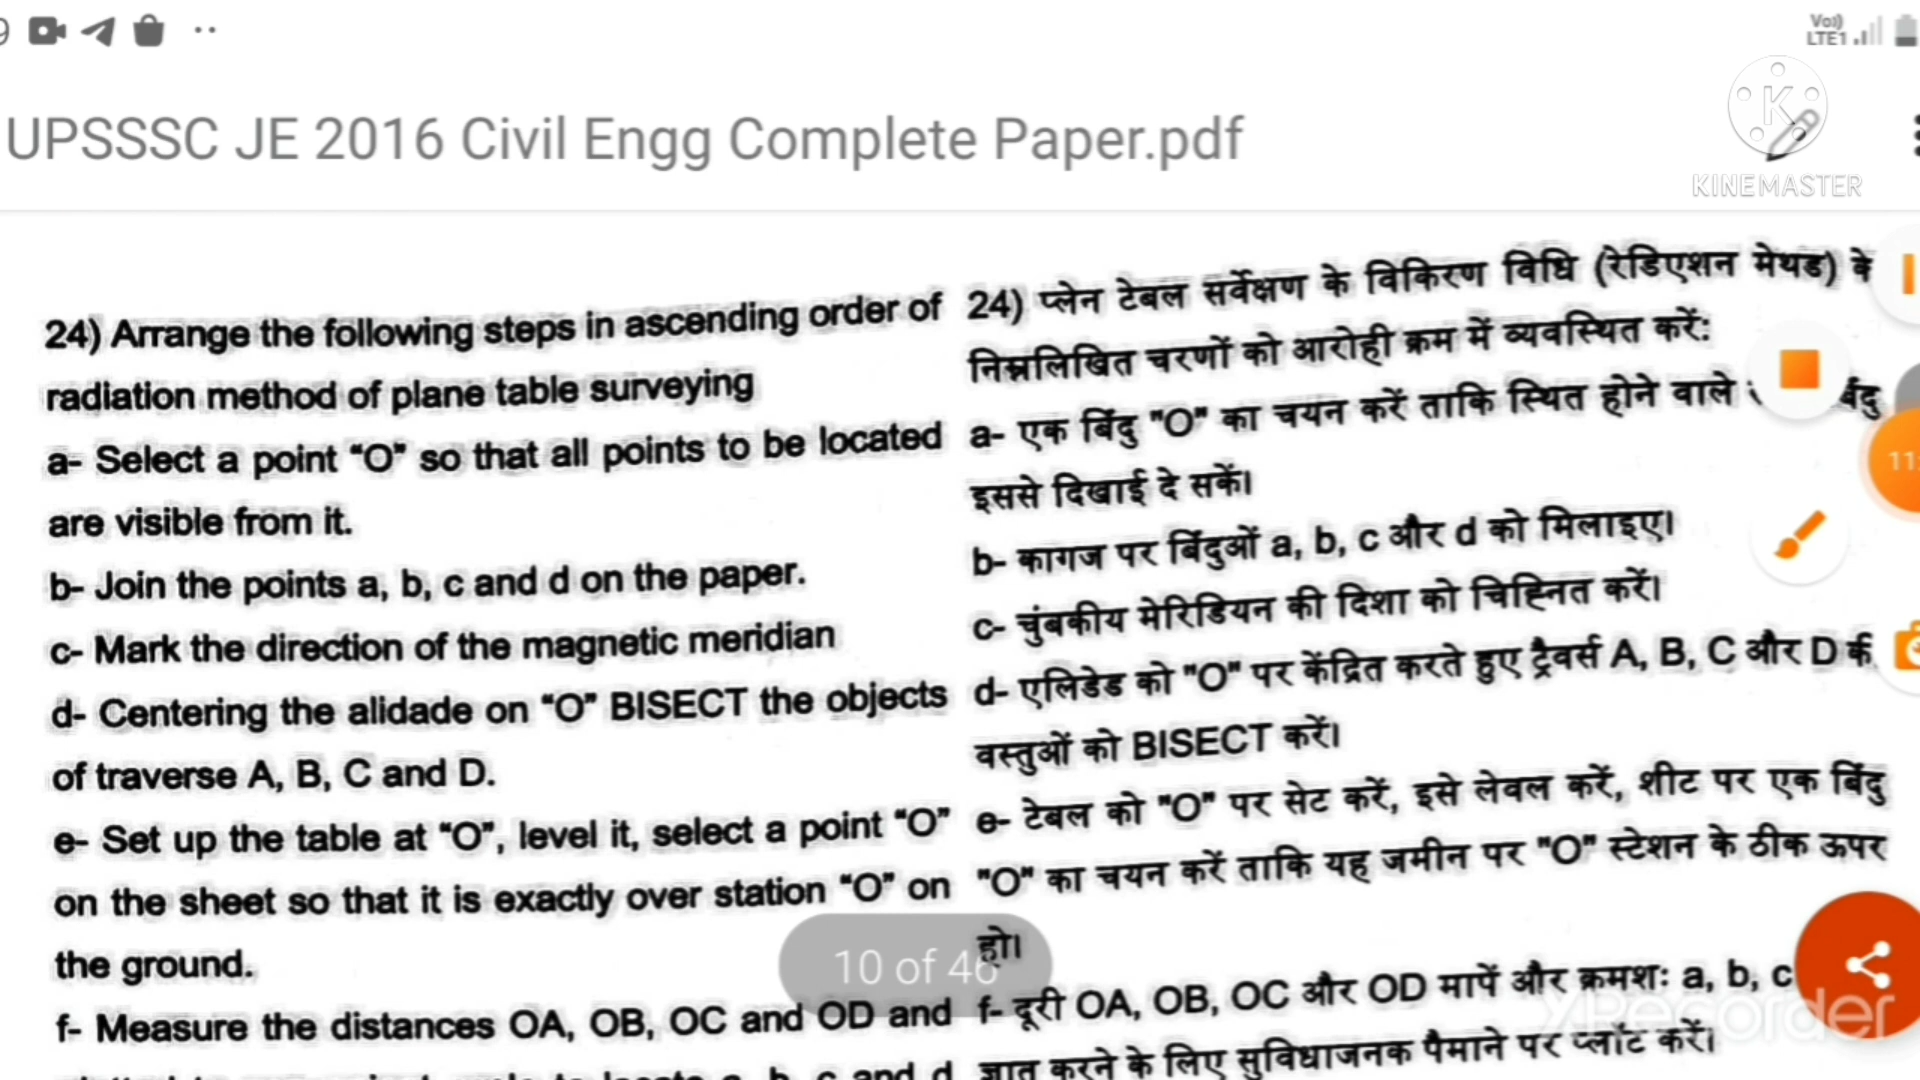 9
Vo))
LTE1
UPSSSC JE 2016 Civil Engg Complete Paper.pdf
K
KINEMASTER
24) Arrange the following steps in ascending order of
radiation method of plane table surveying
a- Select a point “O” so that all points to be located
are visible from it.
b- Join the points a, b, c and d on the paper.
c- Mark the direction of the magnetic meridian
d- Centering the alidade on “O” BISECT the objects
of traverse A, B, C and D.
e- Set up the table at “O”, level it, select a point “O”
on the sheet so that it is exactly over station “O” on
the ground.
f- Measure the distances OA, OB, OC and OD and
a, b, c and d
24) प्लेन टेबल सर्वेक्षण के विकिरण विधि (रेडिएशन मेथड) के
निम्नलिखित चरणों को आरोही क्रम में व्यवस्थित करें:
a- एक बिंदु "O" का चयन करें ताकि स्थित होने वाले
इससे दिखाई दे सकें।
b- कागज पर बिंदुओं a, b, c और d को मिलाइए।
c- चुंबकीय मेरिडियन की दिशा को चिह्नित करें।
d- एलिडेड को "O" पर केंद्रित करते हुए ट्रैवर्स A, B, C और D
वस्तुओं को BISECT करें।
e- टेबल को "O" पर सेट करें, इसे लेवल करें, शीट पर एक बिंदु
"O" का चयन करें ताकि यह जमीन पर "O" स्टेशन के ठीक ऊपर
हो।
f- दूरी OA, OB, OC और OD मापें और क्रमशः a, b, c
ज्ञात करने के लिए सुविधाजनक पैमाने पर प्लॉट करें।
10 of 46
11:
XRecorder